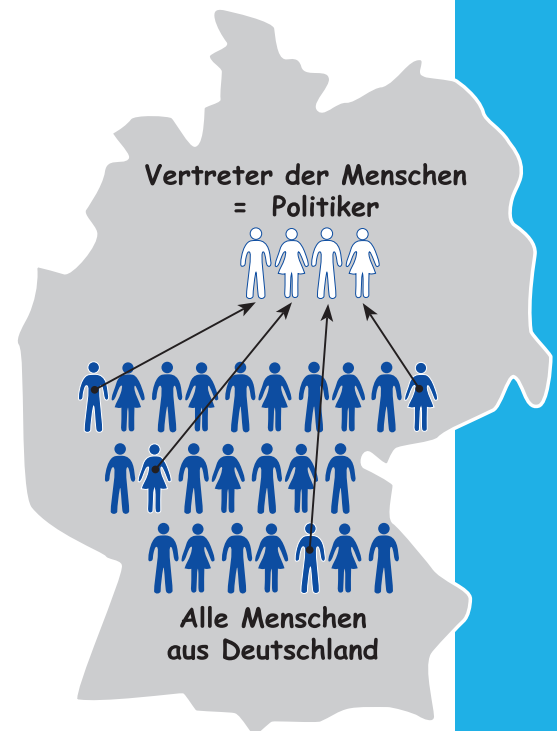 Vertreter der Menschen
= Politiker
Alle Menschen
aus Deutschland